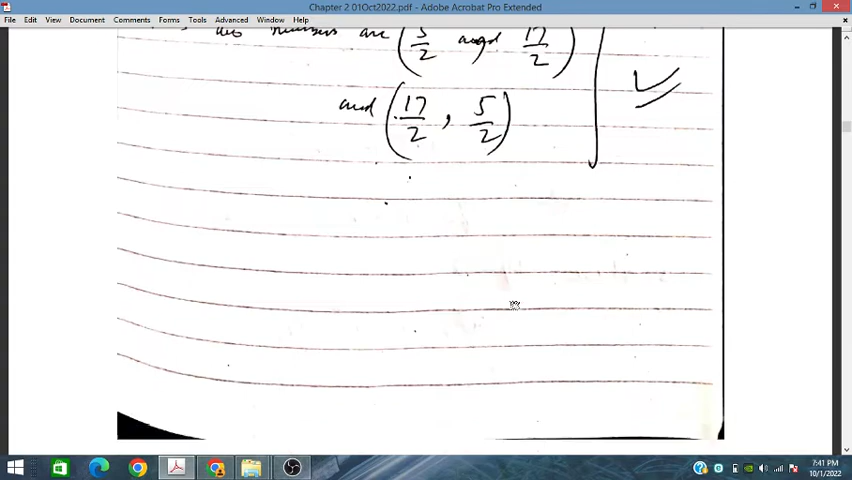 Chapter 2 01Oct2022.pdf - Adobe Acrobat Pro Extended
File Edit View Document Comments Forms Tools Advanced Window Help
numbers are (5/2 and 17/2)
and (17/2 , 5/2)
7:41 PM
10/1/2022